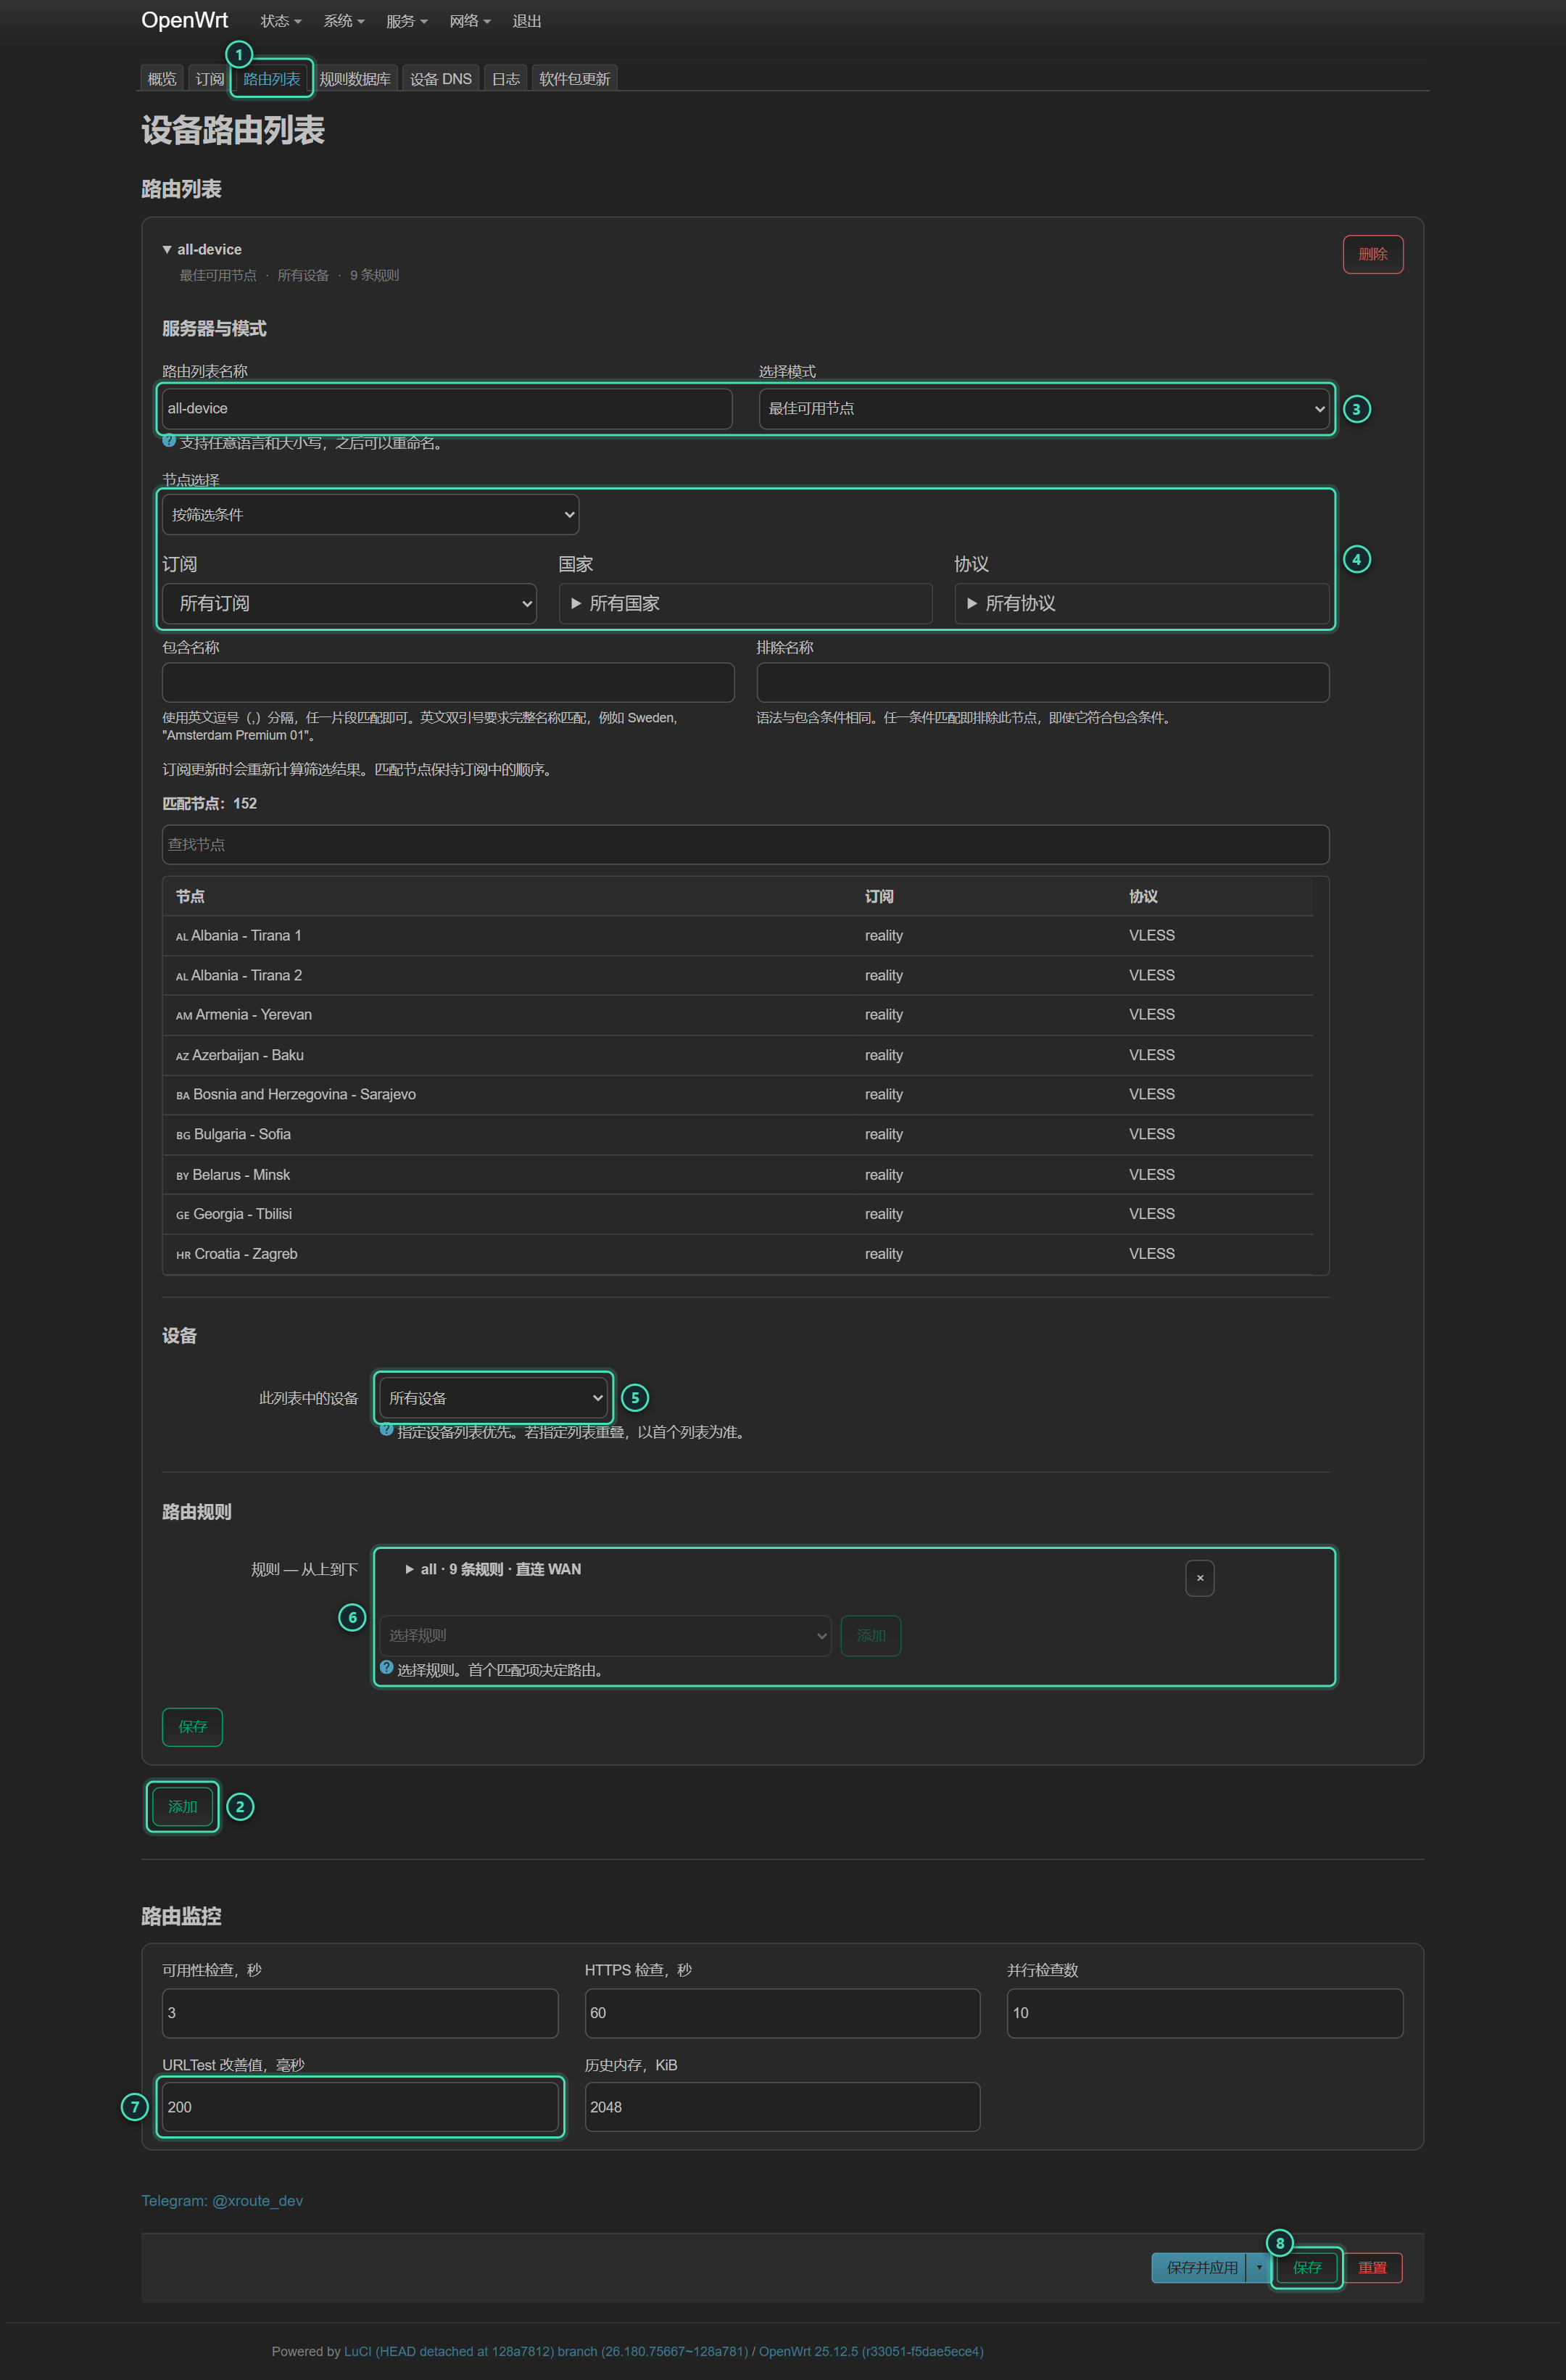 OpenWrt 状态 系统 服务 网络 退出
1
概览 订阅 路由列表 规则数据库 设备 DNS 日志 软件包更新
设备路由列表
路由列表
all-device
删除
最佳可用节点 · 所有设备 · 9 条规则
服务器与模式
路由列表名称 选择模式
all-device 最佳可用节点 3
支持任意语言和大小写，之后可以重命名。
节点选择
按筛选条件
4
订阅 国家 协议
所有订阅 所有国家 所有协议
包含名称 排除名称
使用英文逗号（,）分隔，任一片段匹配即可。英文双引号要求完整名称匹配，例如 Sweden, 语法与包含条件相同。任一条件匹配即排除此节点，即使它符合包含条件。
"Amsterdam Premium 01"。
订阅更新时会重新计算筛选结果。匹配节点保持订阅中的顺序。
匹配节点：152
查找节点
节点 订阅 协议
AL Albania - Tirana 1 reality VLESS
AL Albania - Tirana 2 reality VLESS
AM Armenia - Yerevan reality VLESS
AZ Azerbaijan - Baku reality VLESS
BA Bosnia and Herzegovina - Sarajevo reality VLESS
BG Bulgaria - Sofia reality VLESS
BY Belarus - Minsk reality VLESS
GE Georgia - Tbilisi reality VLESS
HR Croatia - Zagreb reality VLESS
设备
此列表中的设备 所有设备 5
? 指定设备列表优先。若指定列表重叠，以首个列表为准。
路由规则
规则 — 从上到下 all · 9 条规则 · 直连 WAN ×
6
选择规则 添加
? 选择规则。首个匹配项决定路由。
保存
添加 2
路由监控
可用性检查，秒 HTTPS 检查，秒 并行检查数
3 60 10
URLTest 改善值，毫秒 历史内存，KiB
7 200 2048
Telegram: @xroute_dev
8
保存并应用 保存 重置
Powered by LuCI (HEAD detached at 128a7812) branch (26.180.75667~128a781) / OpenWrt 25.12.5 (r33051-f5dae5ece4)